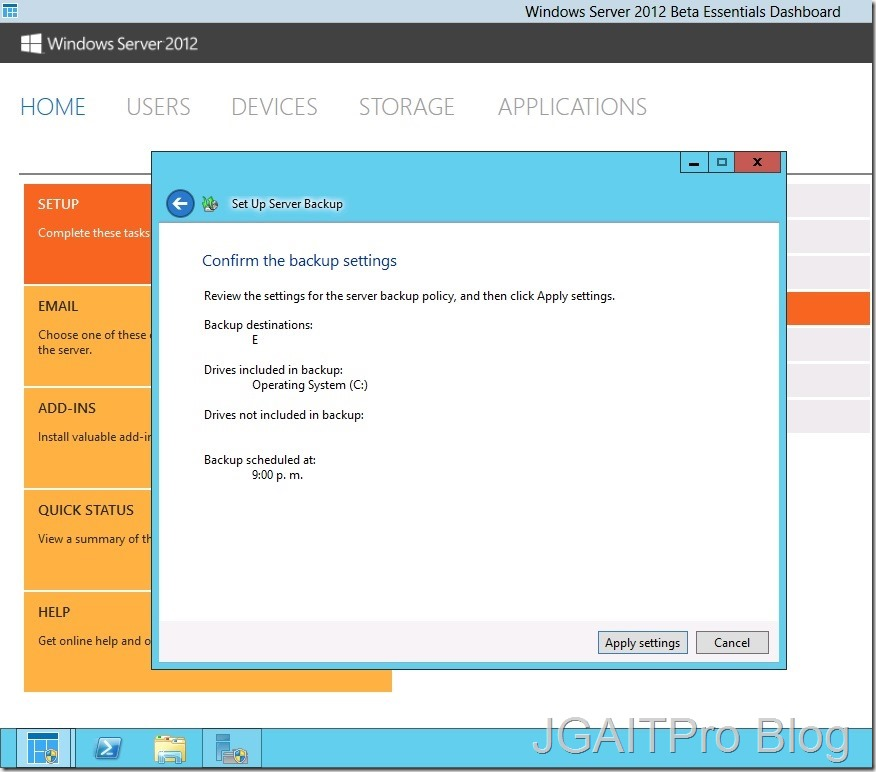 Windows Server 2012 Beta Essentials Dashboard
Windows Server 2012
HOME USERS DEVICES STORAGE APPLICATIONS
SETUP
Complete these tasks
EMAIL
Choose one of these
the server.
ADD-INS
Install valuable add-in
QUICK STATUS
View a summary of th
HELP
Get online help and o
Set Up Server Backup
Confirm the backup settings
Review the settings for the server backup policy, and then click Apply settings.
Backup destinations:
E
Drives included in backup:
Operating System (C:)
Drives not included in backup:
Backup scheduled at:
9:00 p. m.
Apply settings Cancel
JGAITPro Blog